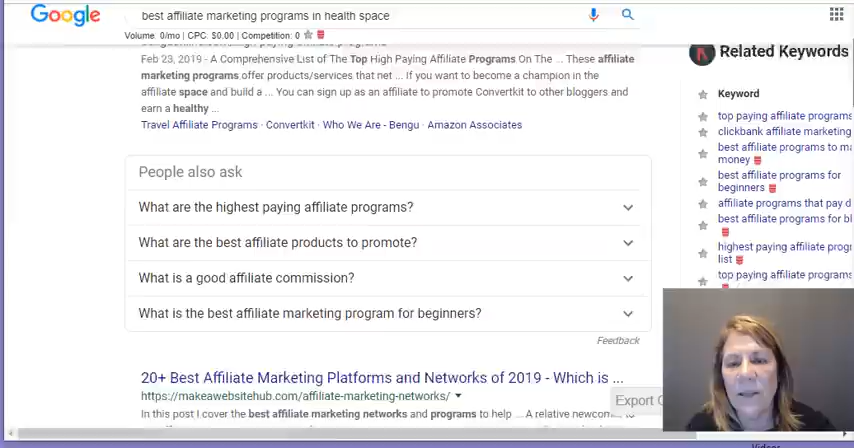 Google
best affiliate marketing programs in health space
Volume: 0/mo | CPC: $0.00 | Competition: 0
Feb 23, 2019 - A Comprehensive List of The Top High Paying Affiliate Programs On The ... These affiliate
marketing programs offer products/services that net ... If you want to become a champion in the
affiliate space and build a ... You can sign up as an affiliate to promote Convertkit to other bloggers and
earn a healthy ...
Travel Affiliate Programs · Convertkit · Who We Are - Bengu · Amazon Associates
People also ask
What are the highest paying affiliate programs?
What are the best affiliate products to promote?
What is a good affiliate commission?
What is the best affiliate marketing program for beginners?
Feedback
20+ Best Affiliate Marketing Platforms and Networks of 2019 - Which is ...
https://makeawebsitehub.com/affiliate-marketing-networks/
In this post I cover the best affiliate marketing networks and programs to help ... A relative
Export
Related Keywords
Keyword
top paying affiliate programs
clickbank affiliate marketing
best affiliate programs to
money
best affiliate programs for
beginners
affiliate programs that pay
best affiliate programs for
highest paying affiliate
list
top paying affiliate programs